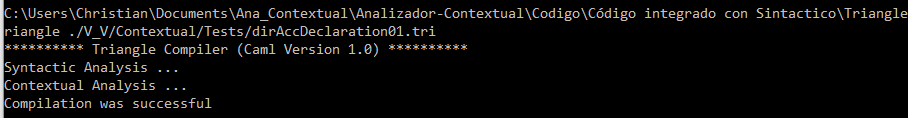 C:\Users\Christian\Documents\Ana_Contextual\Analizador-Contextual\Codigo\Código integrado con Sintactico\Triangle
riangle ./V_V/Contextual/Tests/dirAccDeclaration01.tri
********** Triangle Compiler (Caml Version 1.0) **********
Syntactic Analysis ...
Contextual Analysis ...
Compilation was successful